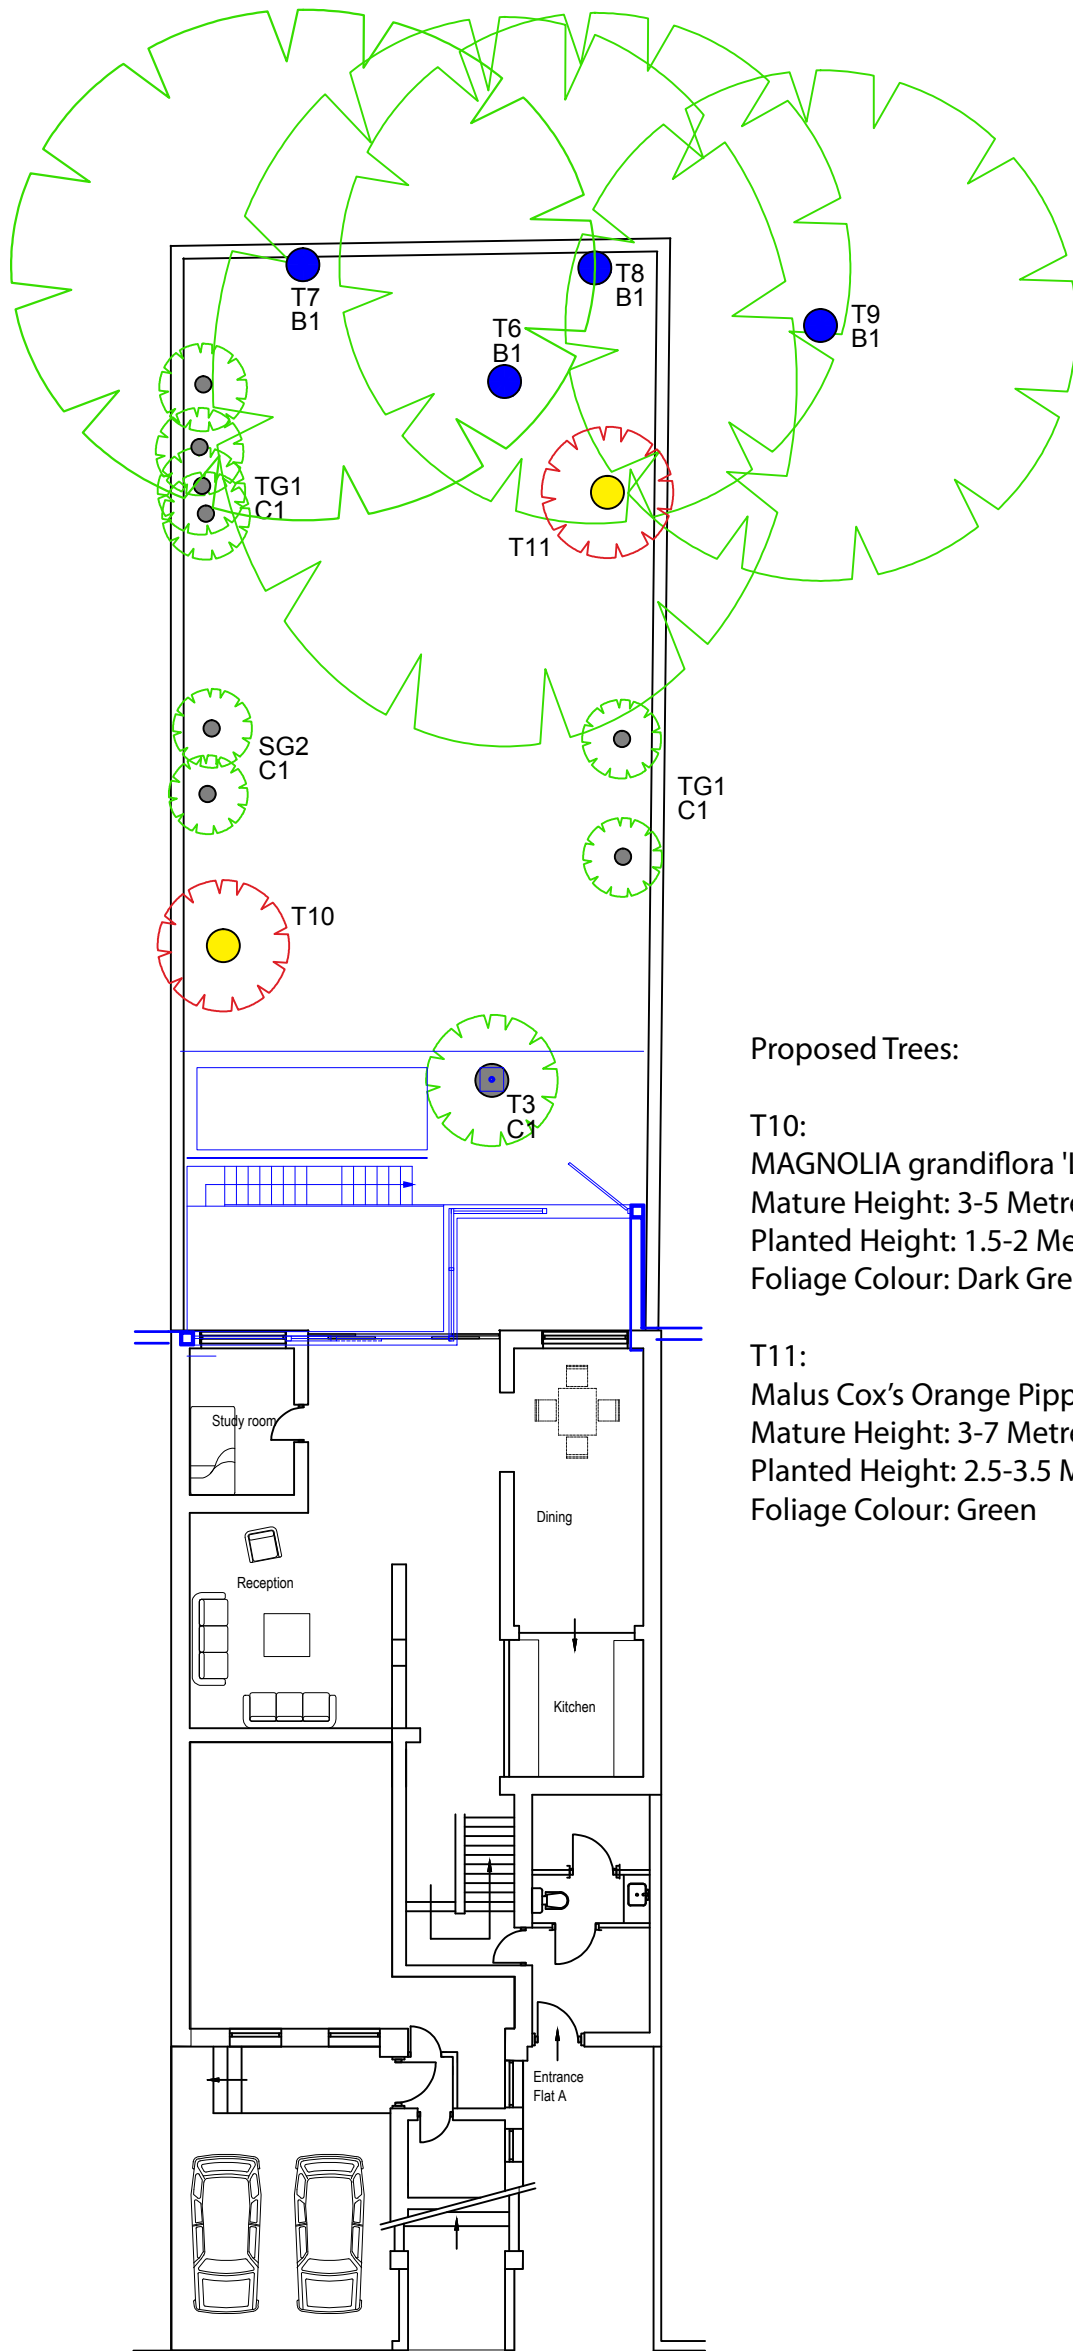 T7
B1
T8
B1
T6
B1
T9
B1
TG1
C1
T11
SG2
C1
TG1
C1
T10
T3
C1
Proposed Trees:
T10:
MAGNOLIA grandiflora
Mature Height: 3-5
Planted Height: 1.5-2
Foliage Colour: Dark
T11:
Malus Cox's Orange
Mature Height: 3-7
Planted Height: 2.5-3.5
Foliage Colour: Green
Study room
Dining
Reception
Kitchen
Entrance
Flat A